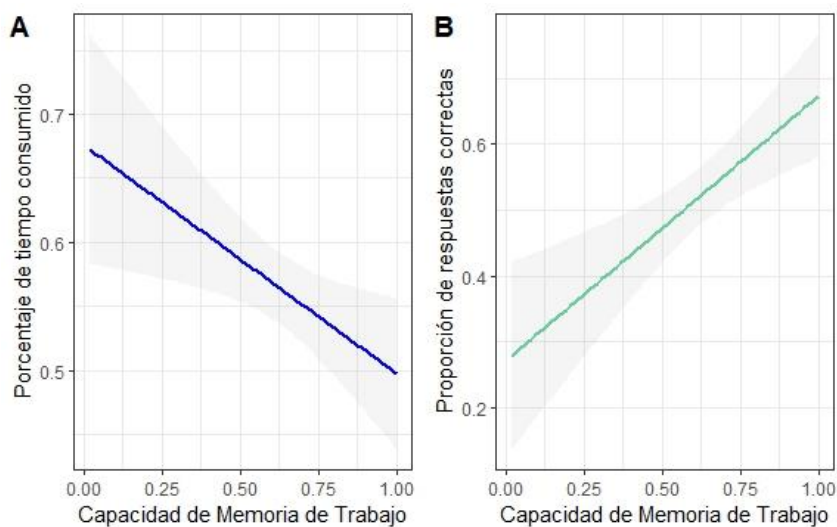 A
Porcentaje de tiempo consumido
0.7
0.6
0.5
0.00 0.25 0.50 0.75 1.00
Capacidad de Memoria de Trabajo
B
Proporción de respuestas correctas
0.6
0.4
0.2
0.00 0.25 0.50 0.75 1.00
Capacidad de Memoria de Trabajo